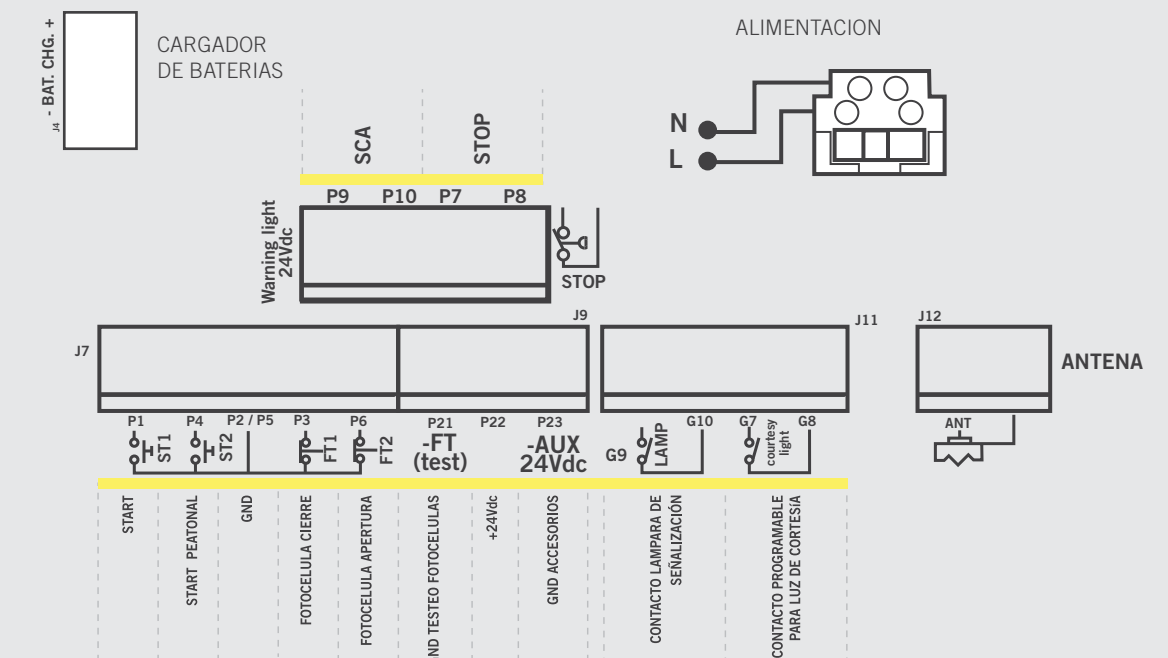 - BAT. CHG. +
J4
CARGADOR
DE BATERIAS
ALIMENTACION
N
L
SCA
STOP
P9
P10
P7
P8
Warning light
24Vdc
STOP
J7
J9
J11
J12
ANTENA
P1
P4
P2 / P5
P3
P6
P21
P22
P23
G10
G7
G8
ANT
ST1
ST2
FT1
FT2
-FT
(test)
-AUX
24Vdc
G9
LAMP
courtesy
light
START
START PEATONAL
GND
FOTOCELULA CIERRE
FOTOCELULA APERTURA
ND TESTEO FOTOCELULAS
+24Vdc
GND ACCESORIOS
CONTACTO LAMPARA DE
SEÑALIZACIÓN
CONTACTO PROGRAMABLE
PARA LUZ DE CORTESíA